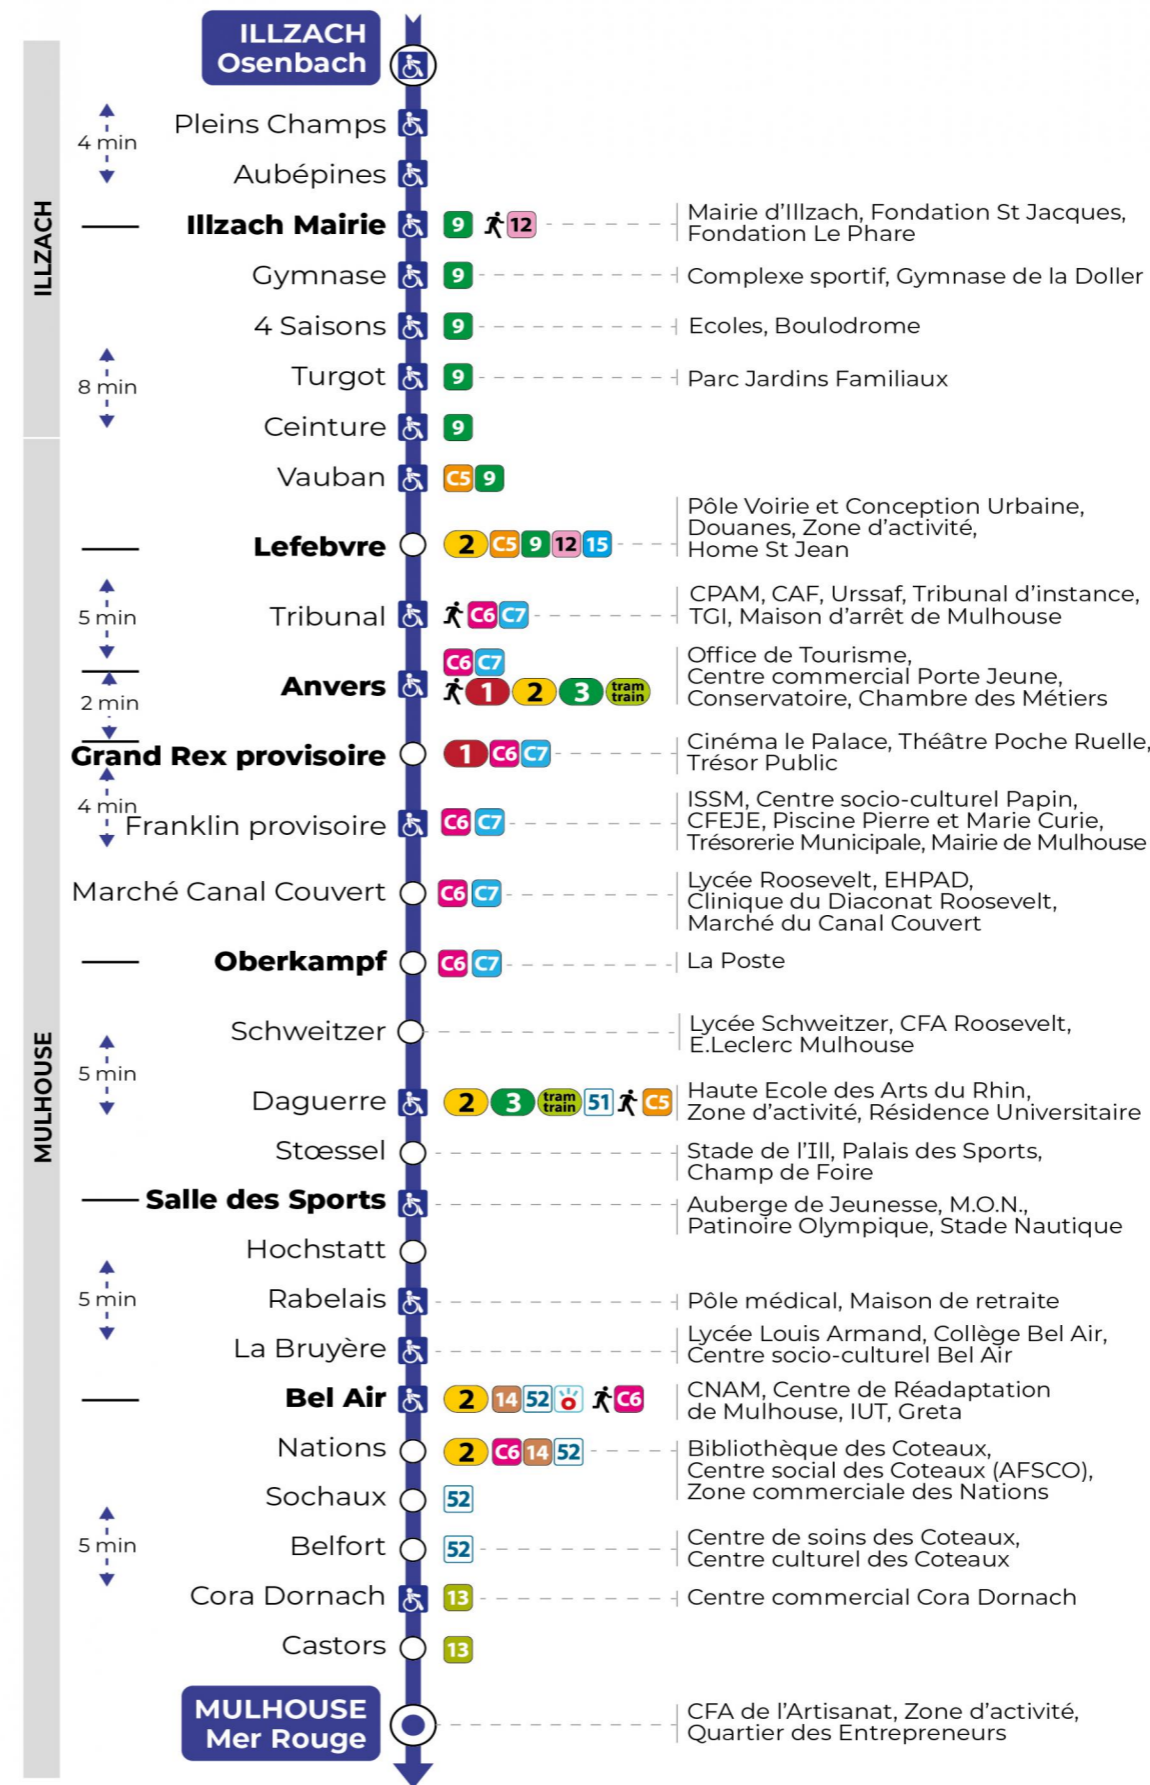 ILLZACH
Osenbach
ILLZACH
4 min
Pleins Champs
Aubépines
Illzach Mairie 9 12
Mairie d’Illzach, Fondation St Jacques,
Fondation Le Phare
Gymnase 9
Complexe sportif, Gymnase de la Doller
4 Saisons 9
Ecoles, Boulodrome
8 min
Turgot 9
Parc Jardins Familiaux
Ceinture 9
MULHOUSE
Vauban C5 9
Lefebvre 2 C5 9 12 15
Pôle Voirie et Conception Urbaine,
Douanes, Zone d’activité,
Home St Jean
5 min
Tribunal C6 C7
CPAM, CAF, Urssaf, Tribunal d’instance,
TGI, Maison d’arrêt de Mulhouse
Anvers
C6 C7
1 2 3 tram
train
Office de Tourisme,
Centre commercial Porte Jeune,
Conservatoire, Chambre des Métiers
2 min
Grand Rex provisoire 1 C6 C7
Cinéma le Palace, Théâtre Poche Ruelle,
Trésor Public
4 min
Franklin provisoire C6 C7
ISSM, Centre socio-culturel Papin,
CFEJE, Piscine Pierre et Marie Curie,
Trésorerie Municipale, Mairie de Mulhouse
Marché Canal Couvert C6 C7
Lycée Roosevelt, EHPAD,
Clinique du Diaconat Roosevelt,
Marché du Canal Couvert
Oberkampf C6 C7
La Poste
Schweitzer
Lycée Schweitzer, CFA Roosevelt,
E.Leclerc Mulhouse
5 min
Daguerre 2 3 tram
train 51 C5
Haute Ecole des Arts du Rhin,
Zone d’activité, Résidence Universitaire
Stœssel
Stade de l’Ill, Palais des Sports,
Champ de Foire
Salle des Sports
Auberge de Jeunesse, M.O.N.,
Patinoire Olympique, Stade Nautique
Hochstatt
5 min
Rabelais
Pôle médical, Maison de retraite
La Bruyère
Lycée Louis Armand, Collège Bel Air,
Centre socio-culturel Bel Air
Bel Air 2 14 52 C6
CNAM, Centre de Réadaptation
de Mulhouse, IUT, Greta
Nations 2 C6 14 52
Bibliothèque des Coteaux,
Centre social des Coteaux (AFSCO),
Zone commerciale des Nations
Sochaux 52
5 min
Belfort 52
Centre de soins des Coteaux,
Centre culturel des Coteaux
Cora Dornach 13
Centre commercial Cora Dornach
Castors 13
MULHOUSE
Mer Rouge
CFA de l’Artisanat, Zone d’activité,
Quartier des Entrepreneurs